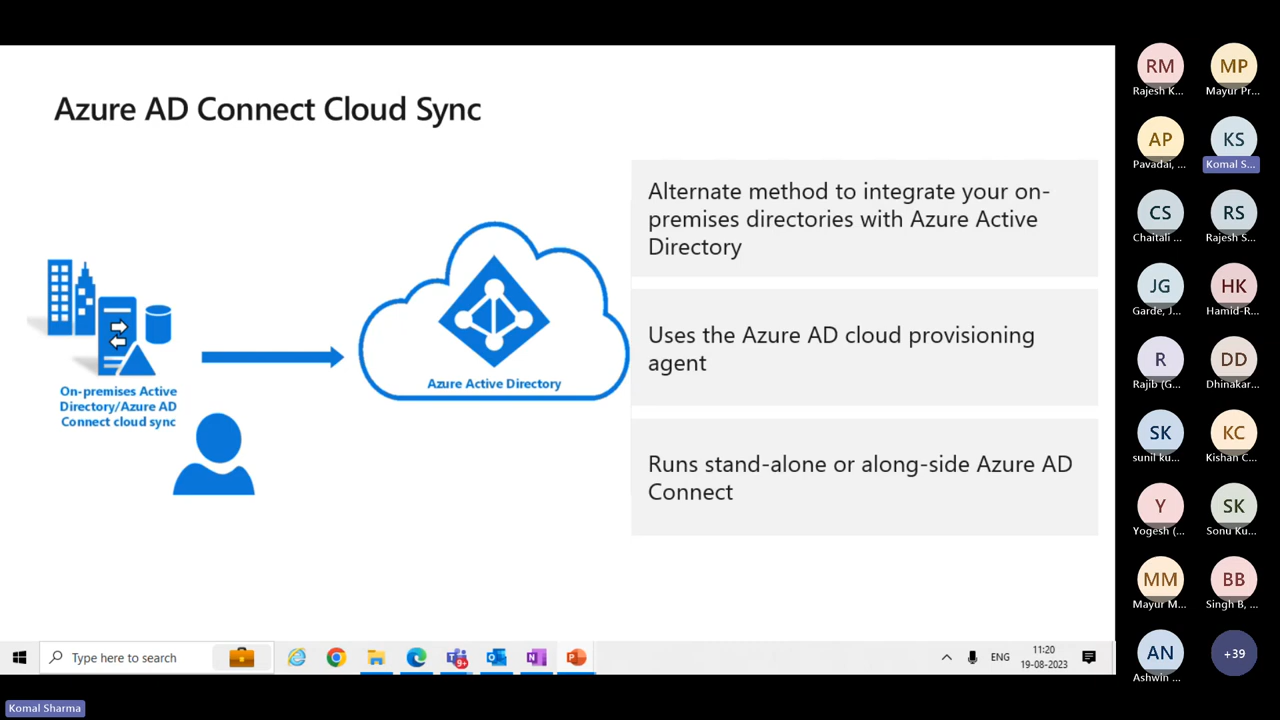 Azure AD Connect Cloud Sync
On-premises Active
Directory/Azure AD
Connect cloud sync
Azure Active Directory
Alternate method to integrate your on-
premises directories with Azure Active
Directory
Uses the Azure AD cloud provisioning
agent
Runs stand-alone or along-side Azure AD
Connect
RM
Rajesh K...
MP
Mayur Pr...
AP
Pavadai, ...
KS
Komal S...
CS
Chaitali ...
RS
Rajesh S...
JG
Garde, J...
HK
Hamid-R...
R
Rajib (G...
DD
Dhinakar...
SK
sunil ku...
KC
Kishan C...
Y
Yogesh (...
SK
Sonu Ku...
MM
Mayur M...
BB
Singh B, ...
AN
Ashwin ...
+39
Type here to search
9+
ENG
11:20
19-08-2023
Komal Sharma